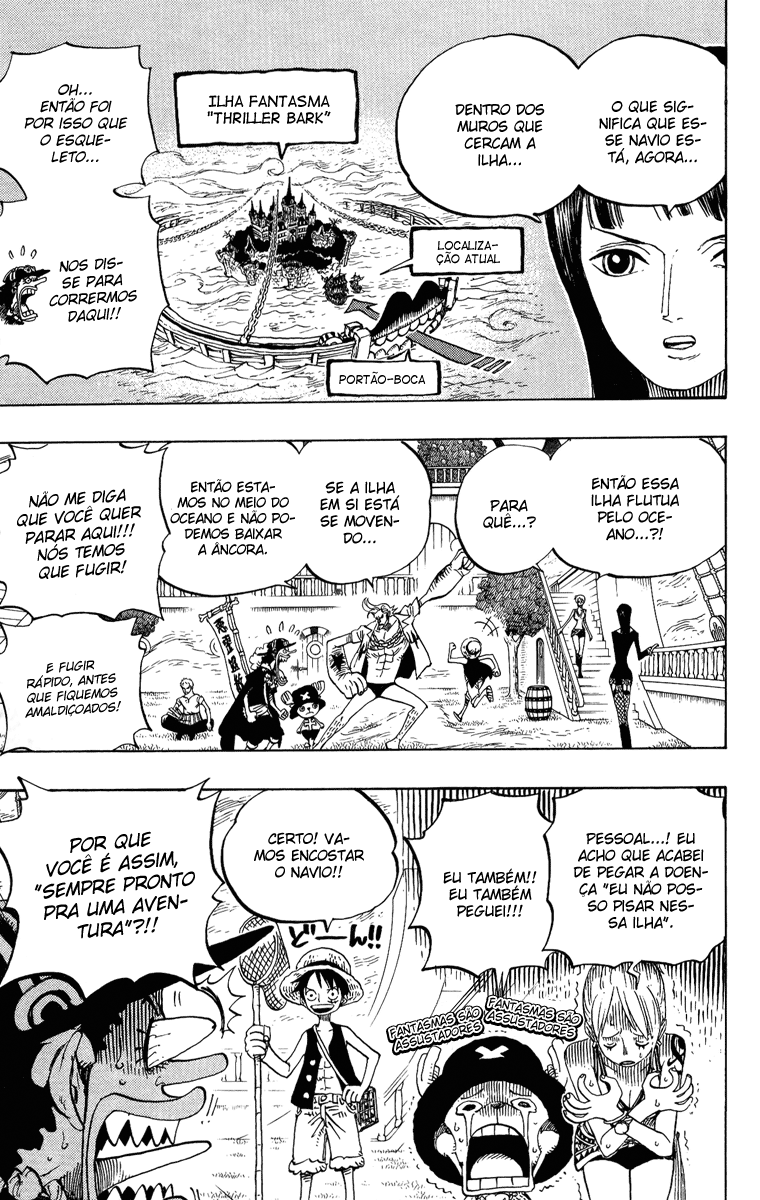 O QUE SIG-
NIFICA QUE ES-
SE NAVIO ES-
TÁ, AGORA...
DENTRO DOS
MUROS QUE
CERCAM A
ILHA...
ILHA FANTASMA
"THRILLER BARK"
LOCALIZA-
ÇÃO ATUAL
PORTÃO-BOCA
OH...
ENTÃO FOI
POR ISSO QUE
O ESQUE-
LETO...
NOS DIS-
SE PARA
CORRERMOS
DAQUI!!
ENTÃO ESSA
ILHA FLUTUA
PELO OCE-
ANO...?!
PARA
QUÊ...?
SE A ILHA
EM SI ESTÁ
SE MOVEN-
DO...
ENTÃO ESTA-
MOS NO MEIO DO
OCEANO E NÃO PO-
DEMOS BAIXAR
A ÂNCORA.
NÃO ME DIGA
QUE VOCÊ QUER
PARAR AQUI!!!
NÓS TEMOS
QUE FUGIR!
E FUGIR
RÁPIDO, ANTES
QUE FIQUEMOS
AMALDIÇOADOS!
PESSOAL...! EU
ACHO QUE ACABEI
DE PEGAR A DOEN-
ÇA "EU NÃO POS-
SO PISAR NES-
SA ILHA".
EU TAMBÉM!!
EU TAMBÉM
PEGUEI!!!
FANTASMAS SÃO
ASSUSTADORES
FANTASMAS SÃO
ASSUSTADORES
CERTO! VA-
MOS ENCOSTAR
O NAVIO!!
どーん!!
POR QUE
VOCÊ É ASSIM,
"SEMPRE PRONTO
PRA UMA AVEN-
TURA"?!!